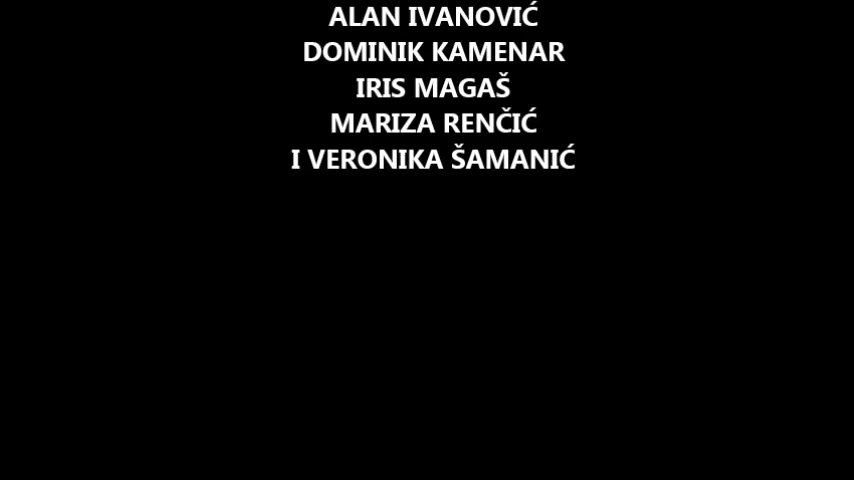 ALAN IVANOVIĆ
DOMINIK KAMENAR
IRIS MAGAŠ
MARIZA RENČIĆ
I VERONIKA ŠAMANIĆ